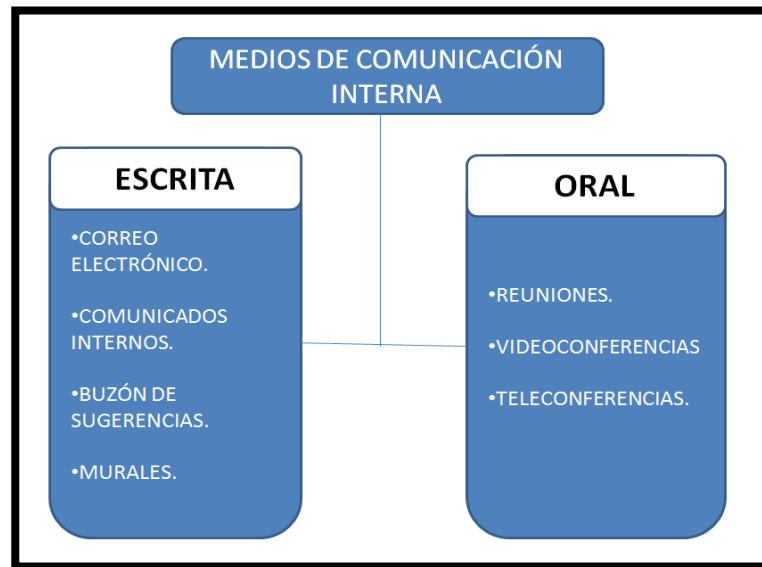 MEDIOS DE COMUNICACIÓN
INTERNA
ESCRITA
•CORREO
ELECTRÓNICO.
•COMUNICADOS
INTERNOS.
•BUZÓN DE
SUGERENCIAS.
•MURALES.
ORAL
•REUNIONES.
•VIDEOCONFERENCIAS
•TELECONFERENCIAS.